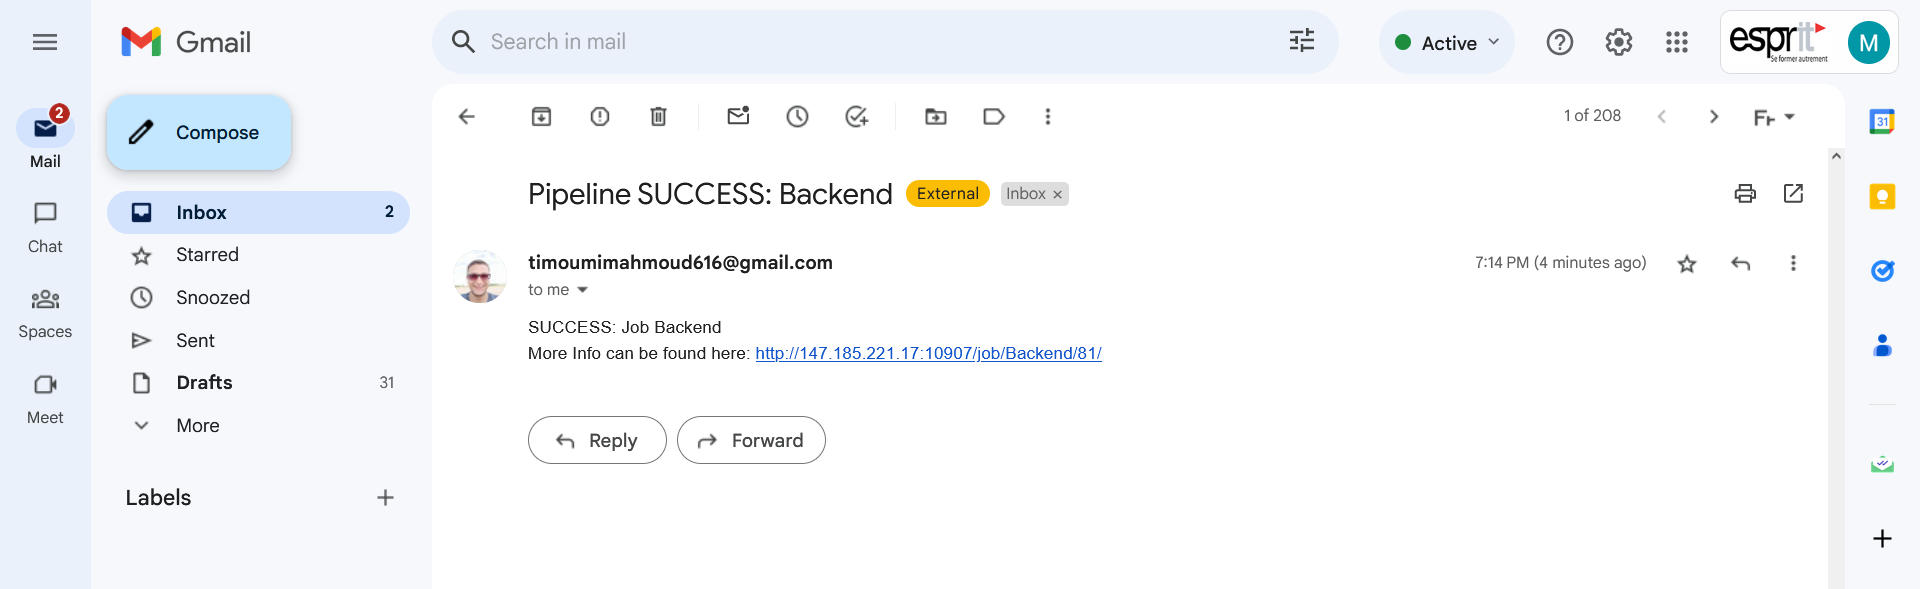 Gmail
Search in mail
Active
esprit
Se former autrement
M
2
Mail
Compose
1 of 208
31
Inbox 2
Pipeline SUCCESS: Backend External Inbox ×
Chat
Starred
timoumimahmoud616@gmail.com 7:14 PM (4 minutes ago)
to me
Snoozed
Spaces
SUCCESS: Job Backend
Sent
More Info can be found here: http://147.185.221.17:10907/job/Backend/81/
Drafts 31
Meet
More
Reply Forward
Labels +